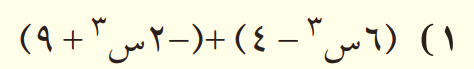 ١) (٦س٣ − ٤) + (−٢س٣ + ٩)